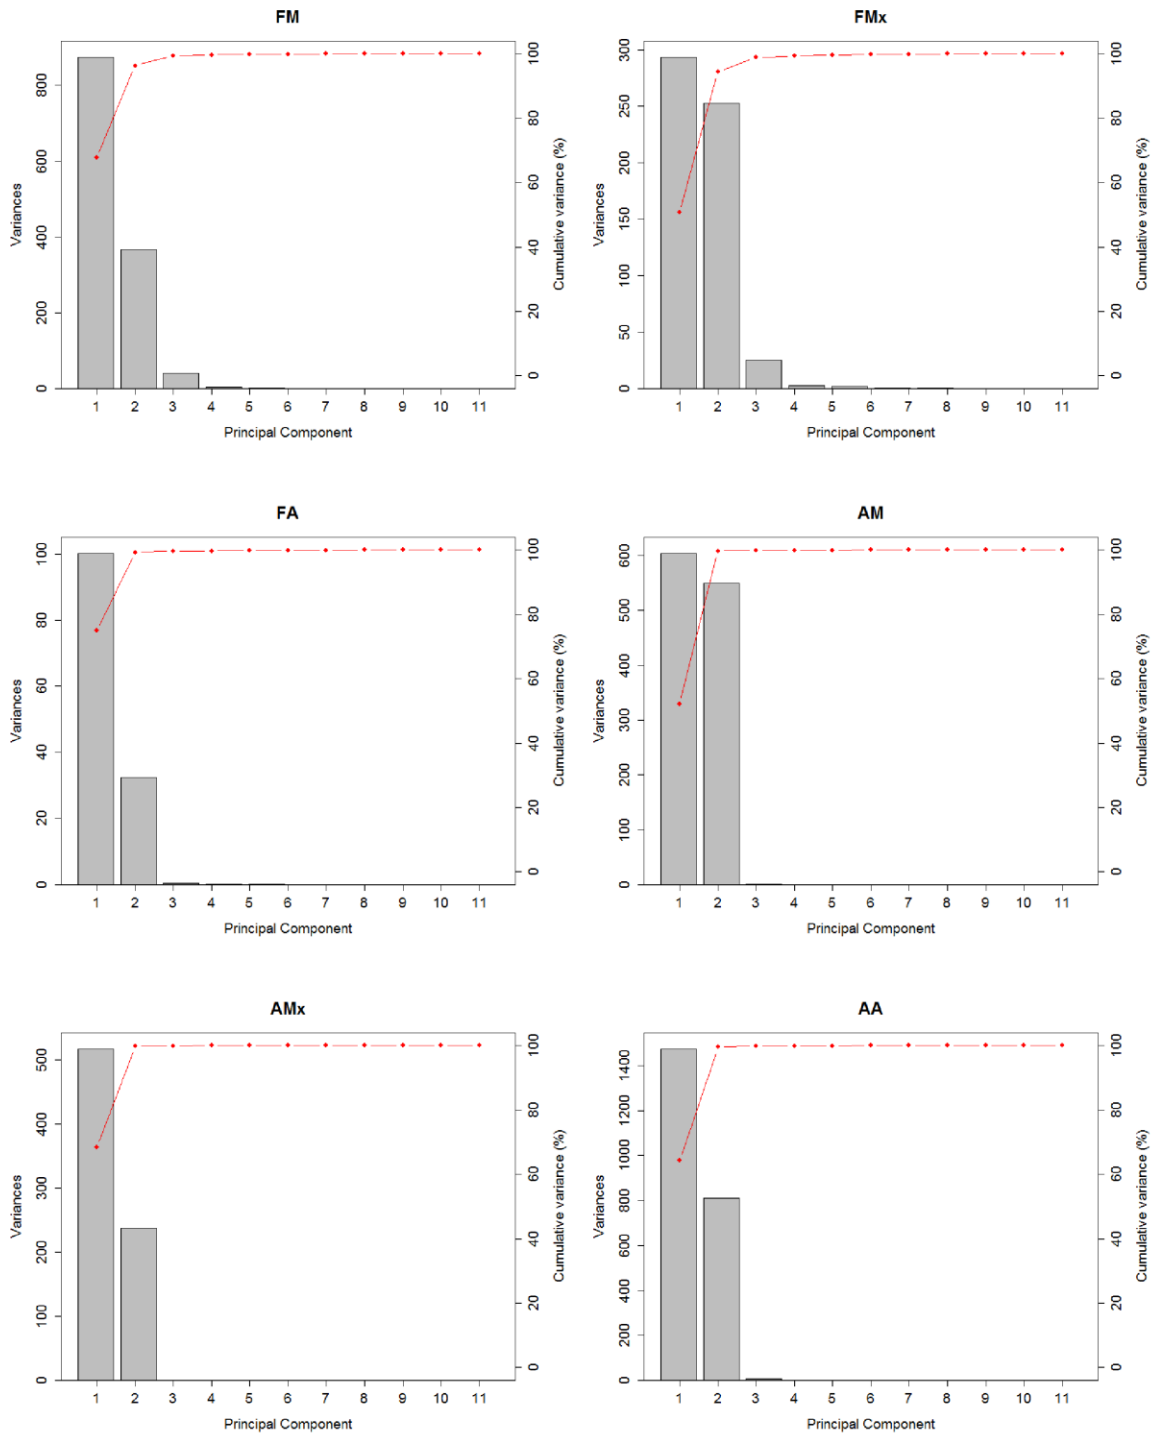 FM
Variances
0 200 400 600 800
0 20 40 60 80 100
Cumulative variance (%)
1 2 3 4 5 6 7 8 9 10 11
Principal Component
FMx
Variances
0 50 100 150 200 250 300
0 20 40 60 80 100
Cumulative variance (%)
1 2 3 4 5 6 7 8 9 10 11
Principal Component
FA
Variances
0 20 40 60 80 100
0 20 40 60 80 100
Cumulative variance (%)
1 2 3 4 5 6 7 8 9 10 11
Principal Component
AM
Variances
0 100 200 300 400 500 600
0 20 40 60 80 100
Cumulative variance (%)
1 2 3 4 5 6 7 8 9 10 11
Principal Component
AMx
Variances
0 100 200 300 400 500
0 20 40 60 80 100
Cumulative variance (%)
1 2 3 4 5 6 7 8 9 10 11
Principal Component
AA
Variances
0 200 400 600 800 1000 1200 1400
0 20 40 60 80 100
Cumulative variance (%)
1 2 3 4 5 6 7 8 9 10 11
Principal Component